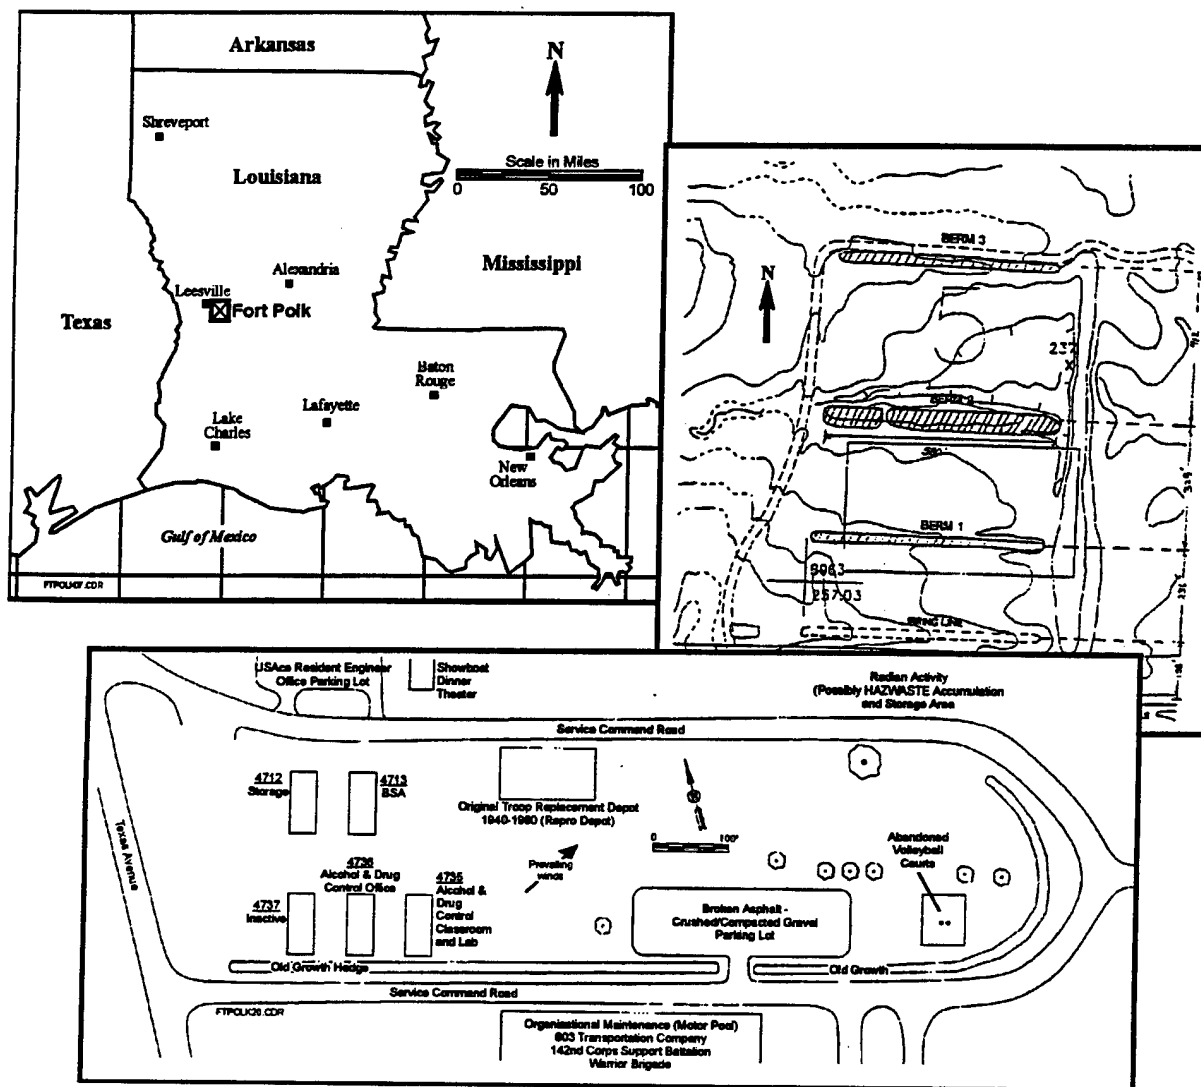 Arkansas
N
Shreveport
Scale in Miles
0 50 100
Louisiana
Mississippi
Alexandria
Leesville
Fort Polk
Texas
Baton
Rouge
Lafayette
Lake
Charles
New
Orleans
Gulf of Mexico
FTPOLK07.CDR
BERM 3
N
237
X
BERM 2
BERM 1
257.03
FIRING LINE
USAce Resident Engineer
Office Parking Lot
Showboat
Dinner
Theater
Radian Activity
(Possibly HAZWASTE Accumulation
and Storage Area
Service Command Road
4712
Storage
4713
BSA
Original Troop Replacement Depot
1940-1980 (Repro Depot)
0 100'
Texas Avenue
Prevailing
winds
Abandoned
Volleyball
Courts
4736
Alcohol & Drug
Control Office
4735
Alcohol &
Drug
Control
Classroom
and Lab
4737
Inactive
Broken Asphalt -
Crushed/Compacted Gravel
Parking Lot
Old Growth Hedge
Old Growth
Service Command Road
FTPOLK20.CDR
Organizational Maintenance (Motor Pool)
603 Transportation Company
142nd Corps Support Battalion
Warrior Brigade